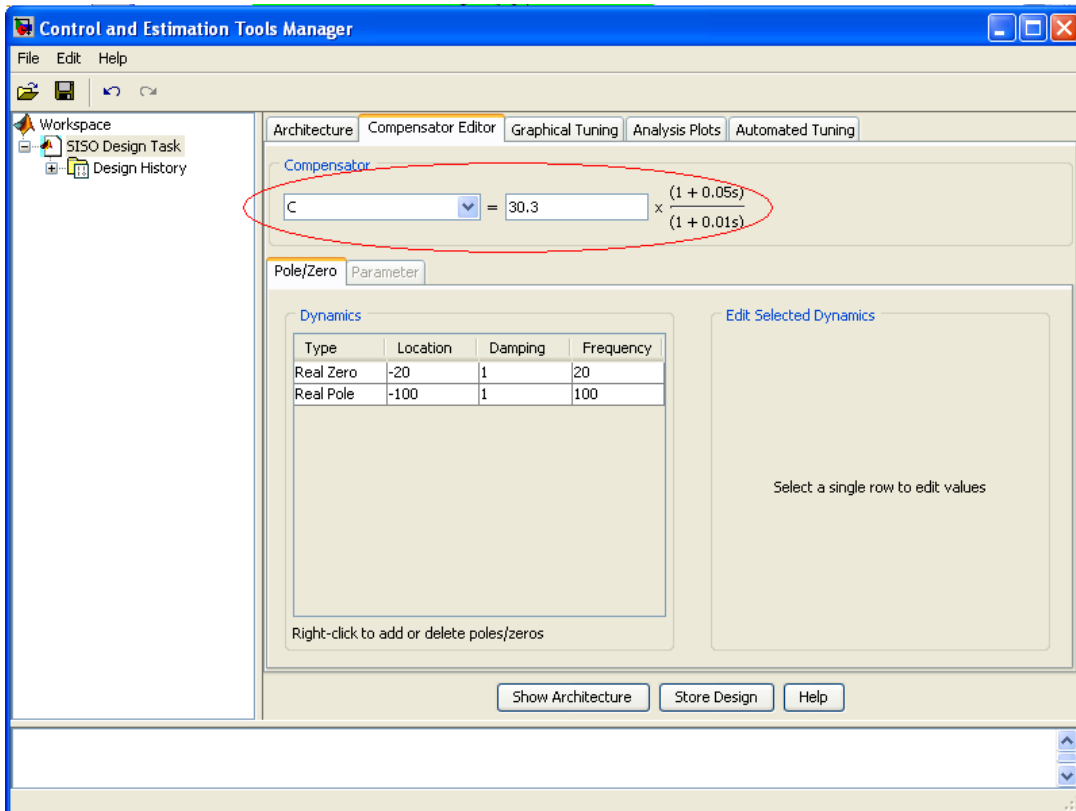 Control and Estimation Tools Manager
File Edit Help
Workspace
SISO Design Task
Design History
Architecture Compensator Editor Graphical Tuning Analysis Plots Automated Tuning
Compensator
C = 30.3 x (1 + 0.05s)
(1 + 0.01s)
Pole/Zero Parameter
Dynamics
Type Location Damping Frequency
Real Zero -20 1 20
Real Pole -100 1 100
Right-click to add or delete poles/zeros
Edit Selected Dynamics
Select a single row to edit values
Show Architecture Store Design Help